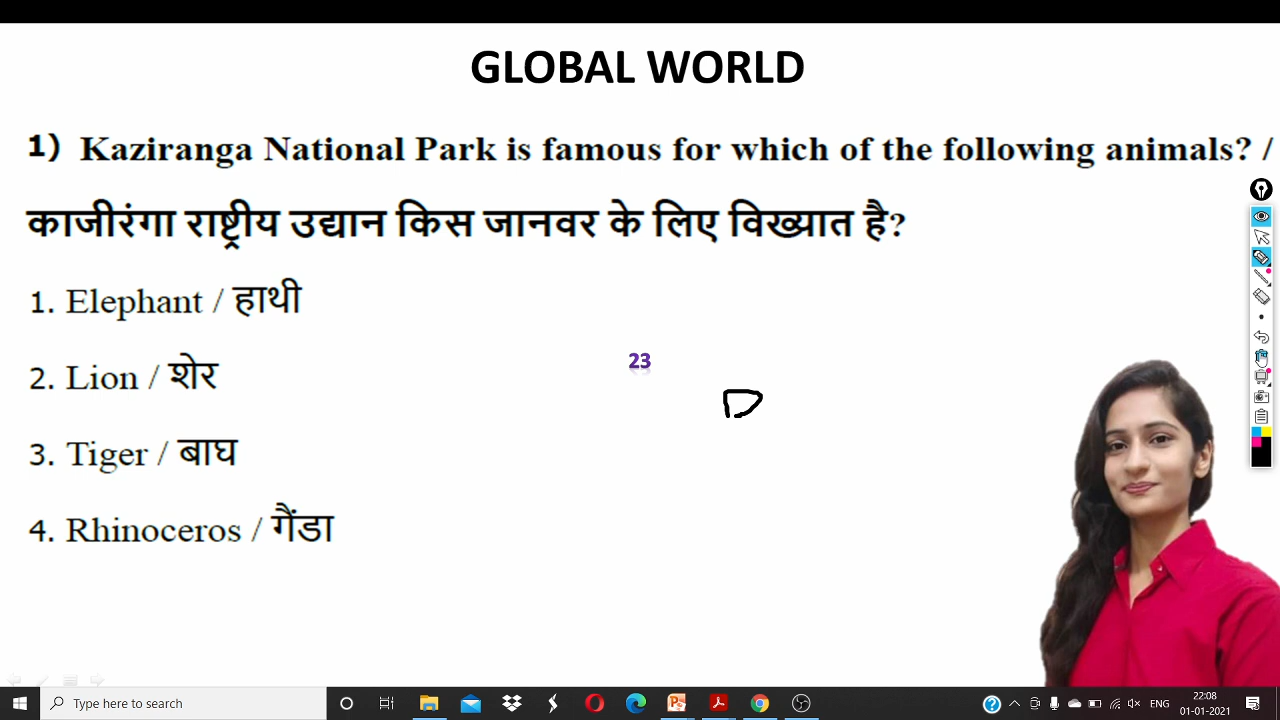 GLOBAL WORLD
1) Kaziranga National Park is famous for which of the following animals? /
काजीरंगा राष्ट्रीय उद्यान किस जानवर के लिए विख्यात है?
1. Elephant / हाथी
23
2. Lion / शेर
D
3. Tiger / बाघ
4. Rhinoceros / गैंडा
Type here to search
ENG
22:08
01-01-2021